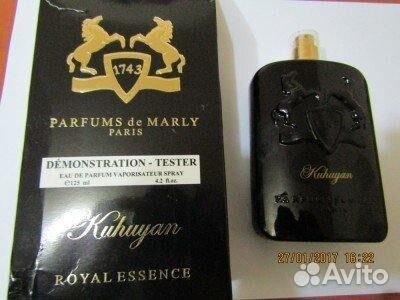 1743
PARFUMS de MARLY
PARIS
DÉMONSTRATION - TESTER
EAU DE PARFUM VAPORISATEUR SPRAY
℮125 ml 4.2 fl.oz.
Kuhuyan
ROYAL ESSENCE
Kuhuyan
27/01/2017 16:22
Avito